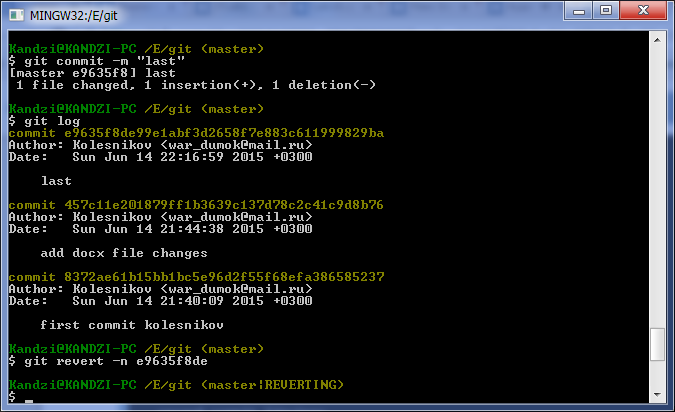 MINGW32:/E/git
Kandzi@KANDZI-PC /E/git (master)
$ git commit -m "last"
[master e9635f8] last
 1 file changed, 1 insertion(+), 1 deletion(-)
Kandzi@KANDZI-PC /E/git (master)
$ git log
commit e9635f8de99e1abf3d2658f7e883c611999829ba
Author: Kolesnikov <war_dumok@mail.ru>
Date:   Sun Jun 14 22:16:59 2015 +0300
    last
commit 457c11e201879ff1b3639c137d78c2c41c9d8b76
Author: Kolesnikov <war_dumok@mail.ru>
Date:   Sun Jun 14 21:44:38 2015 +0300
    add docx file changes
commit 8372ae61b15bb1bc5e96d2f55f68efa386585237
Author: Kolesnikov <war_dumok@mail.ru>
Date:   Sun Jun 14 21:40:09 2015 +0300
    first commit kolesnikov
Kandzi@KANDZI-PC /E/git (master)
$ git revert -n e9635f8de
Kandzi@KANDZI-PC /E/git (master|REVERTING)
$ _